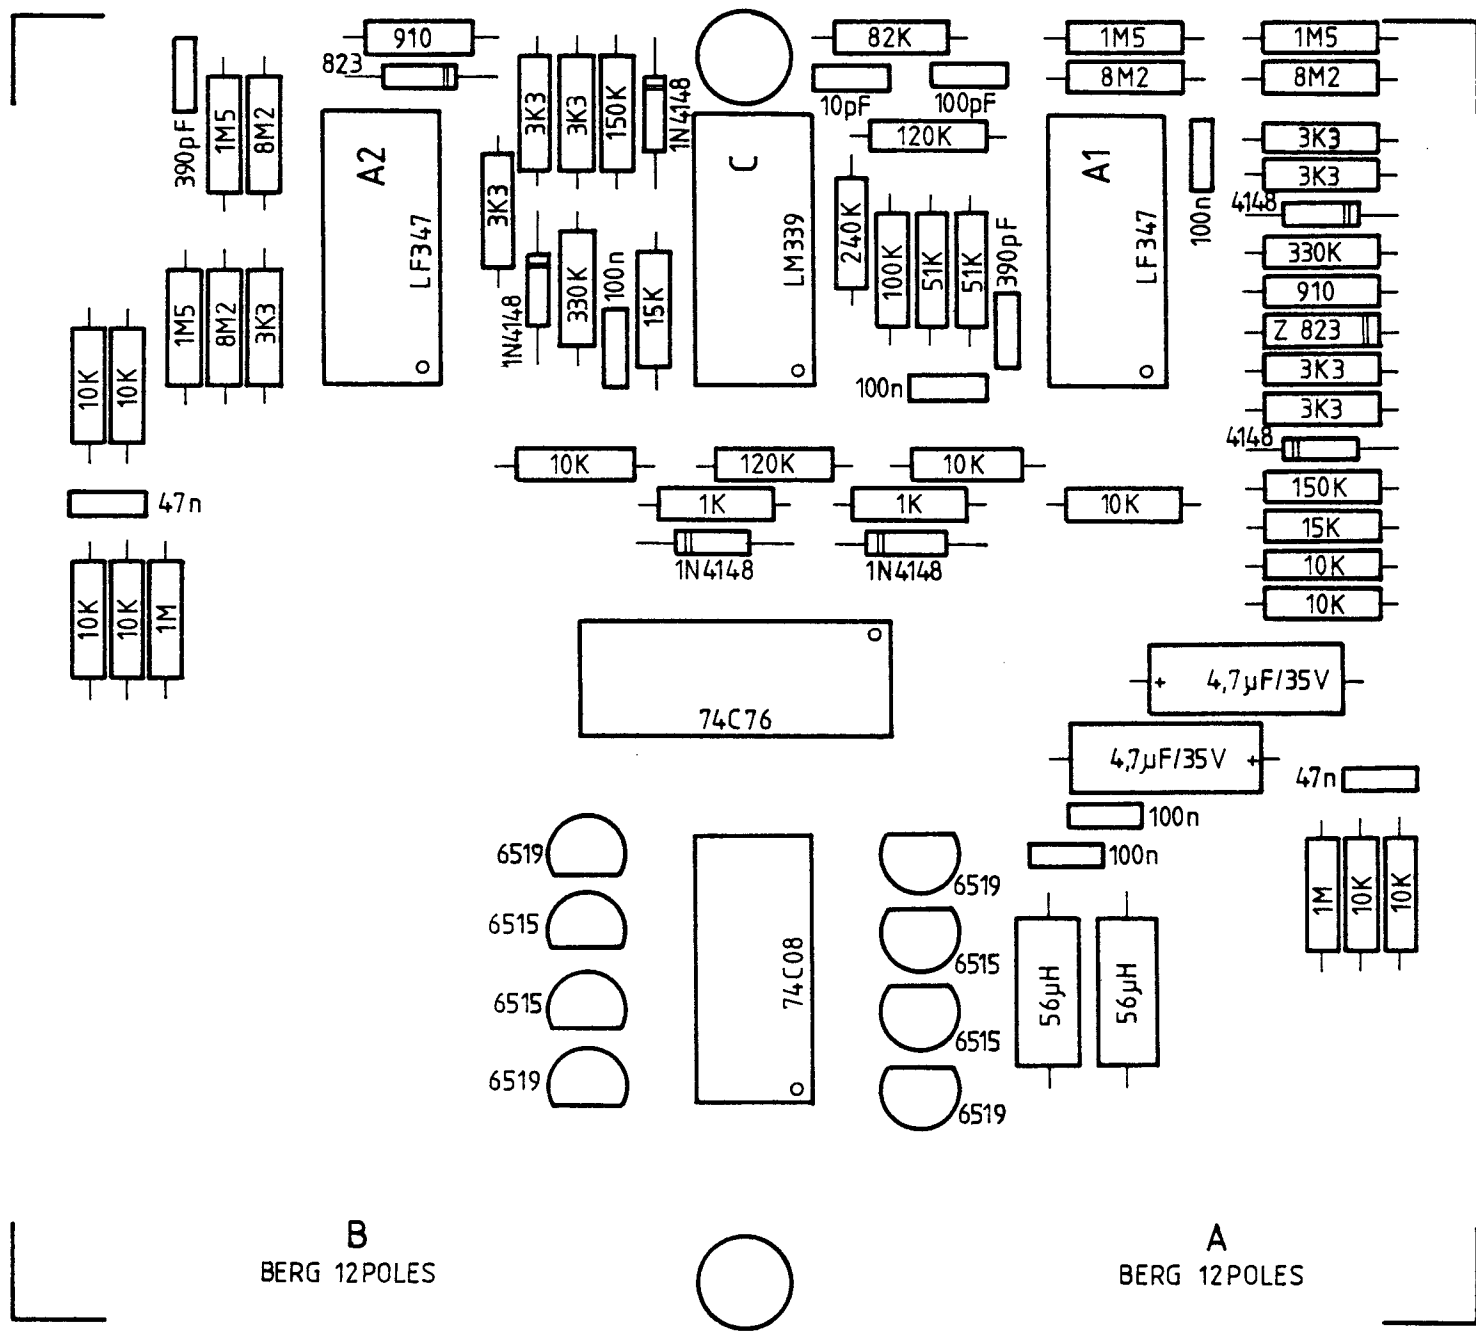 910
82K
1M5
1M5
823
8M2
8M2
10pF
100pF
390pF
1M5
8M2
3K3
3K3
150K
1N4148
120K
3K3
A2
C
A1
3K3
3K3
100n
4148
LF347
LM339
240K
LF347
330K
1N4148
330K
100n
15K
100K
51K
51K
390pF
910
1M5
8M2
3K3
Z 823
10K
10K
3K3
100n
3K3
4148
10K
120K
10K
150K
47n
1K
1K
10K
15K
1N4148
1N4148
10K
10K
10K
1M
10K
4,7µF/35V
74C76
4,7µF/35V
47n
100n
6519
100n
6519
1M
10K
10K
6515
6515
74C08
56µH
56µH
6515
6515
6519
6519
B
A
BERG 12POLES
BERG 12POLES